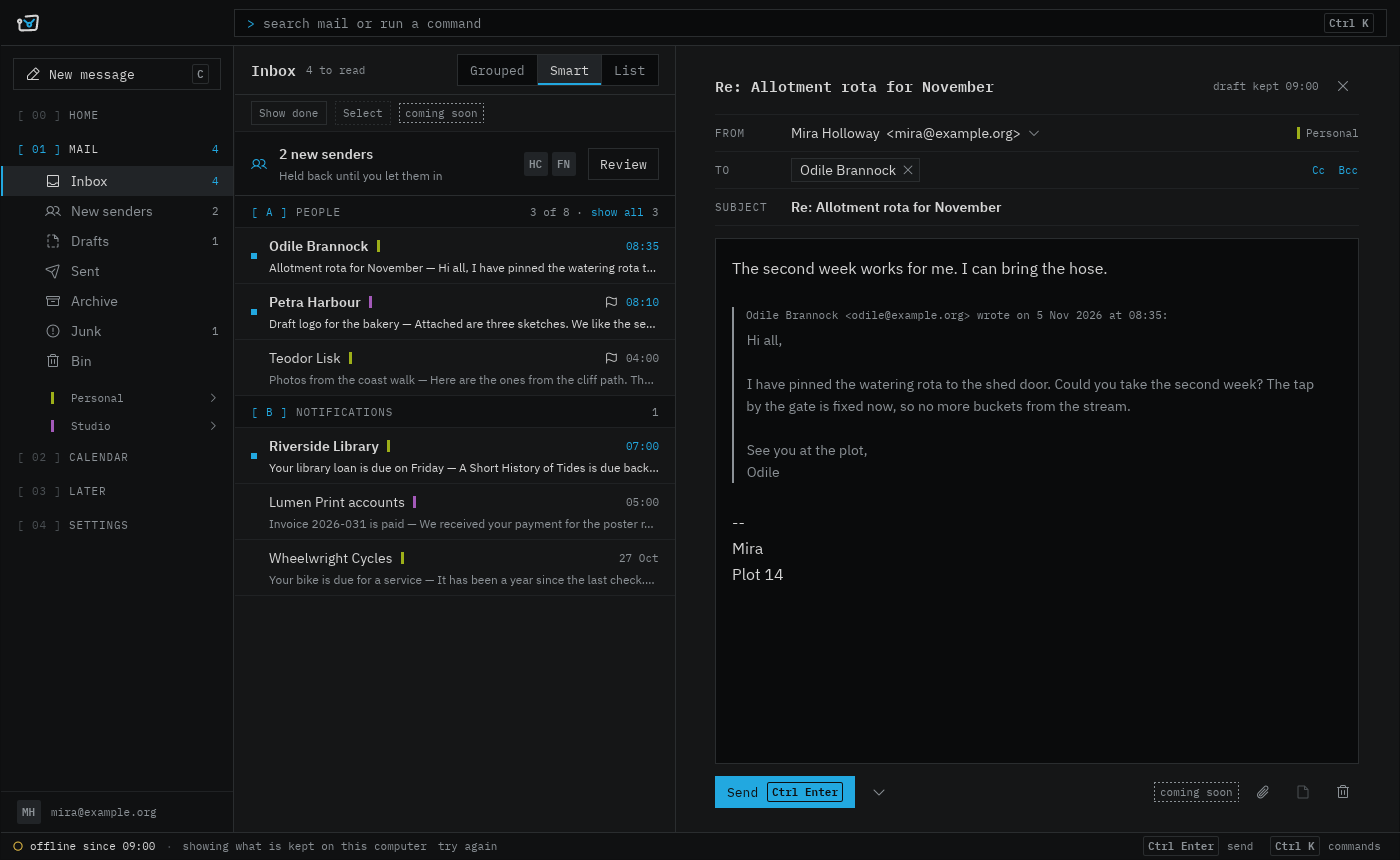 > search mail or run a command Ctrl K
New message C
[ 00 ] HOME
[ 01 ] MAIL 4
Inbox 4
New senders 2
Drafts 1
Sent
Archive
Junk 1
Bin
Personal
Studio
[ 02 ] CALENDAR
[ 03 ] LATER
[ 04 ] SETTINGS
MH mira@example.org
Inbox 4 to read Grouped Smart List
Show done Select coming soon
2 new senders
Held back until you let them in
HC FN Review
[ A ] PEOPLE 3 of 8 · show all 3
Odile Brannock 08:35
Allotment rota for November — Hi all, I have pinned the watering rota t…
Petra Harbour 08:10
Draft logo for the bakery — Attached are three sketches. We like the se…
Teodor Lisk 04:00
Photos from the coast walk — Here are the ones from the cliff path. Th…
[ B ] NOTIFICATIONS 1
Riverside Library 07:00
Your library loan is due on Friday — A Short History of Tides is due back…
Lumen Print accounts 05:00
Invoice 2026-031 is paid — We received your payment for the poster r…
Wheelwright Cycles 27 Oct
Your bike is due for a service — It has been a year since the last check.…
Re: Allotment rota for November draft kept 09:00
FROM Mira Holloway <mira@example.org> Personal
TO Odile Brannock Cc Bcc
SUBJECT Re: Allotment rota for November
The second week works for me. I can bring the hose.
Odile Brannock <odile@example.org> wrote on 5 Nov 2026 at 08:35:
Hi all,
I have pinned the watering rota to the shed door. Could you take the second week? The tap
by the gate is fixed now, so no more buckets from the stream.
See you at the plot,
Odile
--
Mira
Plot 14
Send Ctrl Enter coming soon
offline since 09:00 · showing what is kept on this computer try again Ctrl Enter send Ctrl K commands